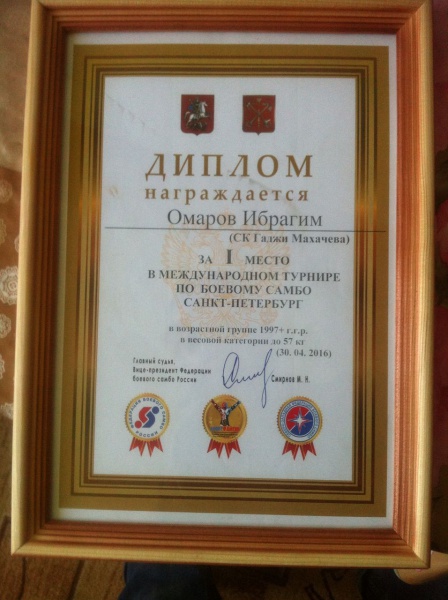 ДИПЛОМ
награждается
Омаров Ибрагим
(СК Гаджи Махачева)
ЗА I МЕСТО
В МЕЖДУНАРОДНОМ ТУРНИРЕ
ПО БОЕВОМУ САМБО
САНКТ-ПЕТЕРБУРГ
в возрастной группе 1997+ г.г.р.
в весовой категории до 57 кг
(30. 04. 2016)
Главный судья,
Вице-президент Федерации
боевого самбо России
Смирнов М. Н.